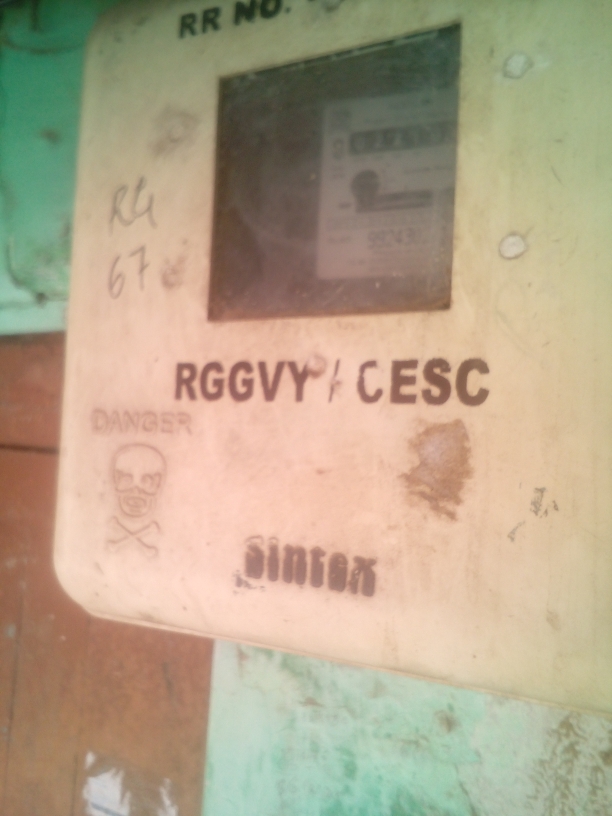 RR NO.
RG
67
RGGVY / CESC
DANGER
Sintex